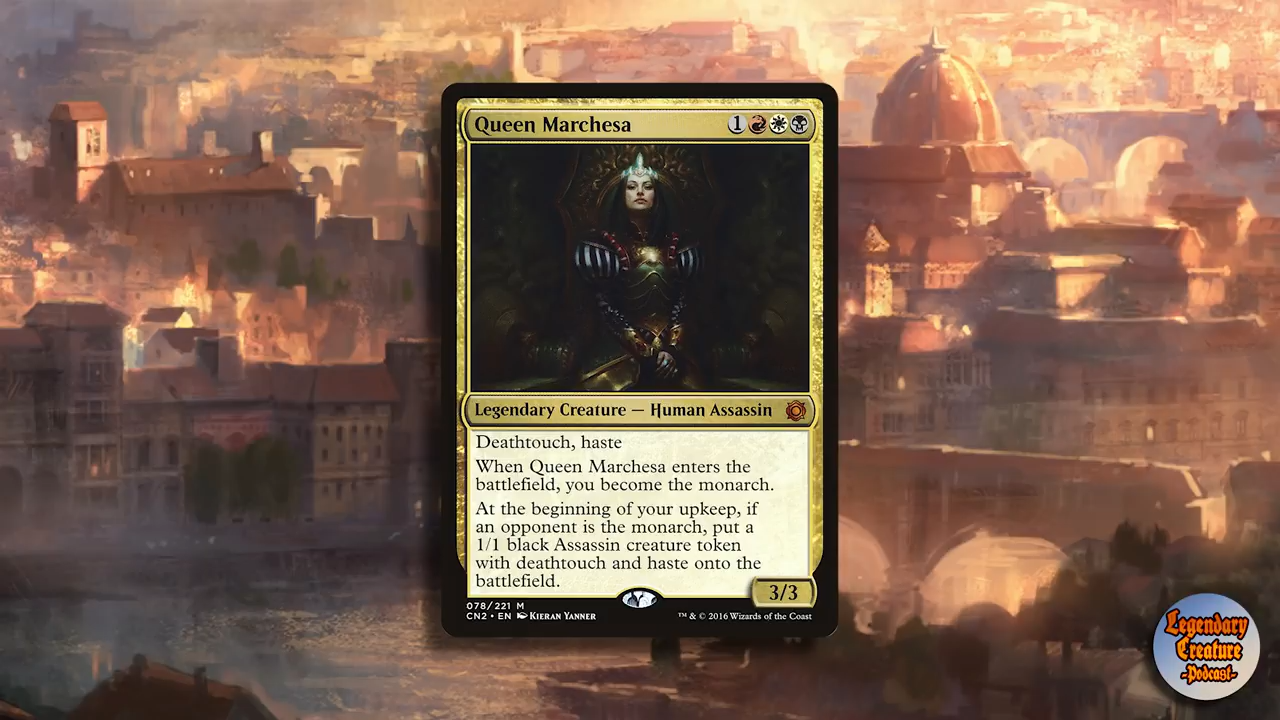 Queen Marchesa 1
Legendary Creature — Human Assassin
Deathtouch, haste
When Queen Marchesa enters the
battlefield, you become the monarch.
At the beginning of your upkeep, if
an opponent is the monarch, put a
1/1 black Assassin creature token
with deathtouch and haste onto the
battlefield.
3/3
078/221 M
CN2 • EN Kieran Yanner
™ & © 2016 Wizards of the Coast
Legendary
Creature
-Podcast-